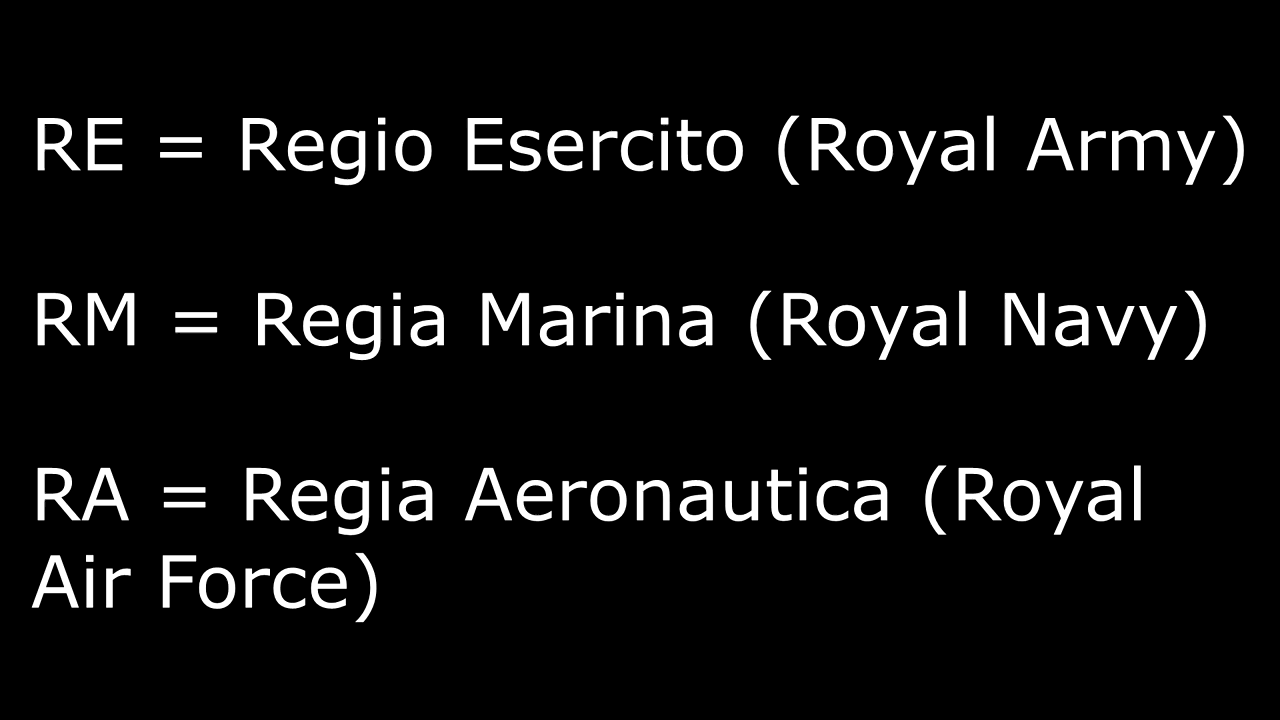 RE = Regio Esercito (Royal Army)
RM = Regia Marina (Royal Navy)
RA = Regia Aeronautica (Royal
Air Force)